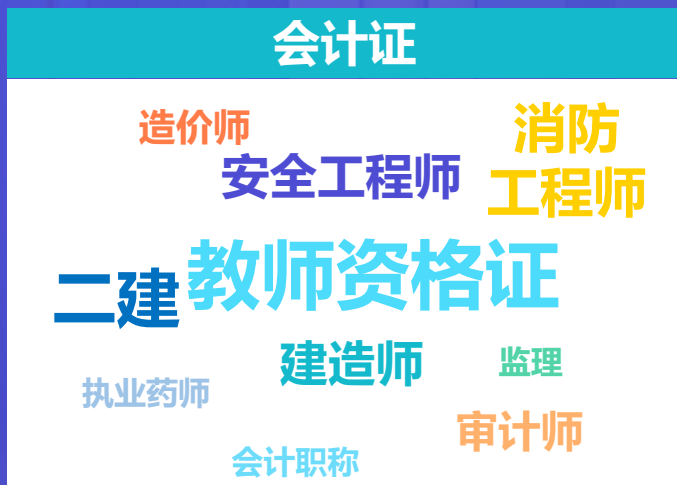 会计证
造价师
消防
工程师
安全工程师
教师资格证
二建
建造师
监理
执业药师
审计师
会计职称